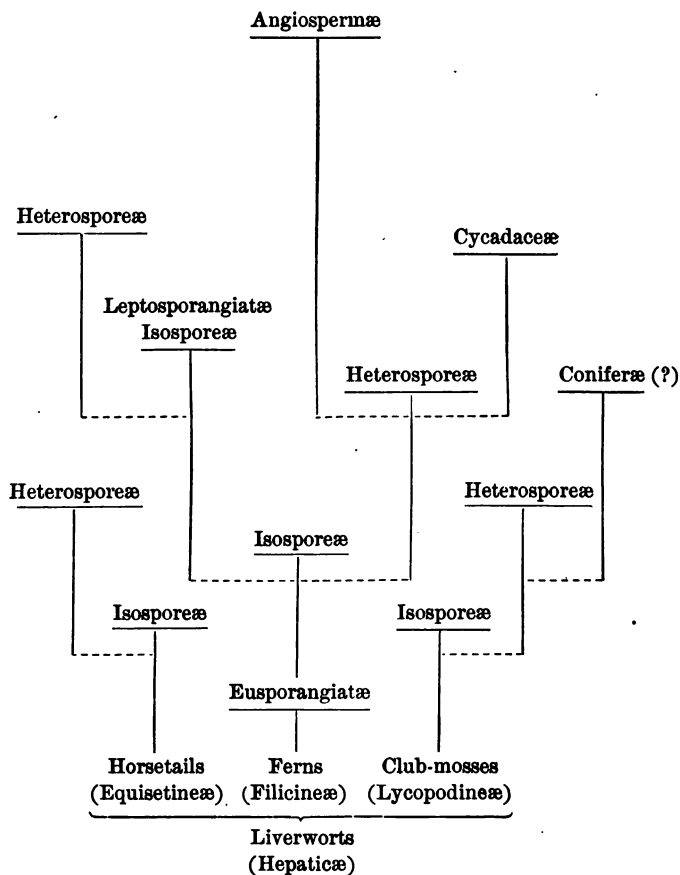 Angiospermæ
Heterosporeæ
Cycadaceæ
Leptosporangiatæ
Isosporeæ
Heterosporeæ
Coniferæ (?)
Heterosporeæ
Heterosporeæ
Isosporeæ
Isosporeæ
Isosporeæ
Eusporangiatæ
Horsetails
(Equisetineæ)
Ferns
(Filicineæ)
Club-mosses
(Lycopodineæ)
Liverworts
(Hepaticæ)